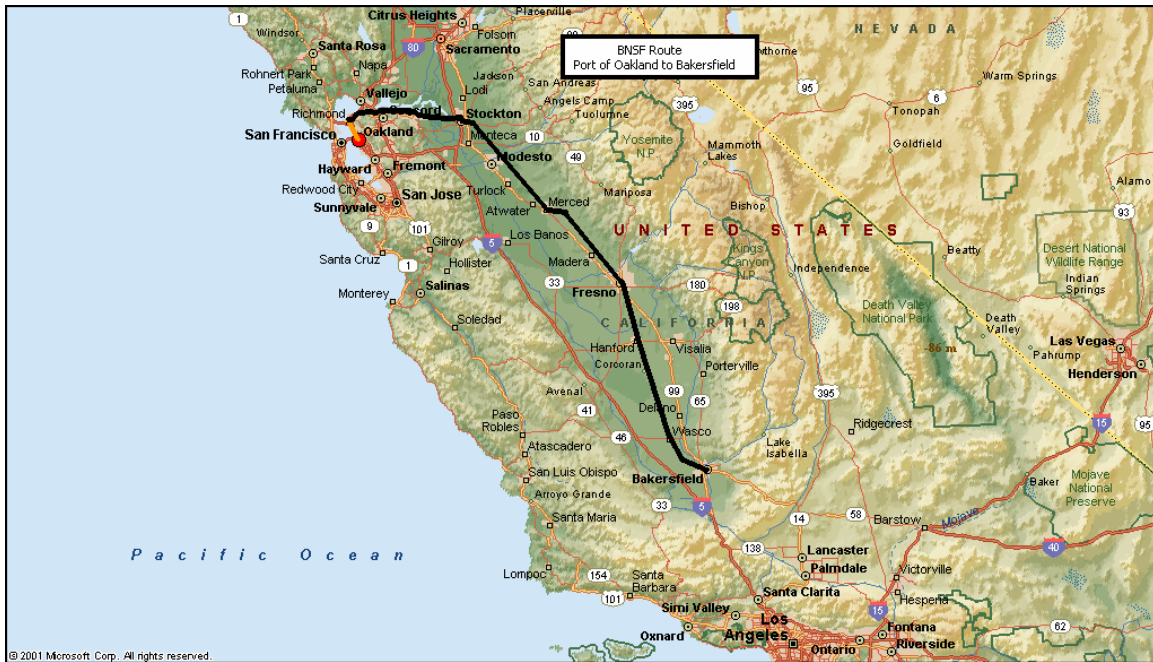 Citrus Heights
Placerville
1
Windsor
Folsom
NEVADA
Santa Rosa
80
Sacramento
BNSF Route
Port of Oakland to Bakersfield
wthorne
Warm Springs
Rohnert Park
Napa
Jackson
San Andreas
95
Petaluma
Lodi
Angels Camp
395
6
Vallejo
Tuolumne
Tonopah
Richmond
Stockton
San Francisco
Oakland
Manteca
10
Yosemite
N.P.
Mammoth
Lakes
Goldfield
Hayward
Fremont
Modesto
49
Redwood
City
San Jose
Turlock
Mariposa
Bishop
Alamo
Sunnyvale
Atwater
Merced
9
101
93
UNITED STATES
5
Los Banos
Gilroy
Kings
Canyon
N.P.
Beatty
Desert National
Wildlife Range
Santa Cruz
1
Hollister
Madera
Independence
Indian
Springs
33
180
Salinas
Fresno
Monterey
198
Death Valley
National Park
Death
Valley
Soledad
CALIFORNIA
Las Vegas
Hanford
Visalia
-86 m
Pahrump
Corcoran
Porterville
Henderson
Avenal
99
395
65
41
Delano
Paso
Robles
15
95
46
Wasco
Ridgecrest
Atascadero
Lake
Isabella
San Luis Obispo
Bakersfield
Baker
Mojave
National
Preserve
Arroyo Grande
33
5
58
Santa Maria
14
Barstow
Mojave
40
Pacific Ocean
138
Lancaster
Lompoc
154
Santa
Barbara
Palmdale
Victorville
101
Santa Clarita
Hesperia
Simi Valley
15
Los
Angeles
62
Oxnard
Fontana
Ontario
Riverside
© 2001 Microsoft Corp. All rights reserved.